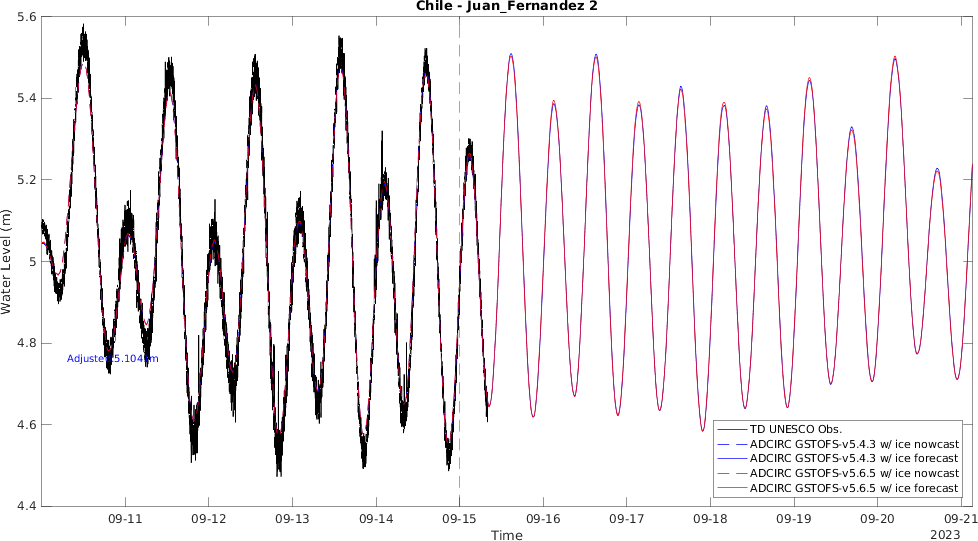 Chile - Juan_Fernandez 2
5.6
5.4
5.2
5
4.8
4.6
4.4
Water Level (m)
TD UNESCO Obs.
ADCIRC GSTOFS-v5.4.3 w/ ice nowcast
ADCIRC GSTOFS-v5.4.3 w/ ice forecast
ADCIRC GSTOFS-v5.6.5 w/ ice nowcast
ADCIRC GSTOFS-v5.6.5 w/ ice forecast
09-11
09-12
09-13
09-14
09-15
09-16
09-17
09-18
09-19
09-20
09-21
Time
2023